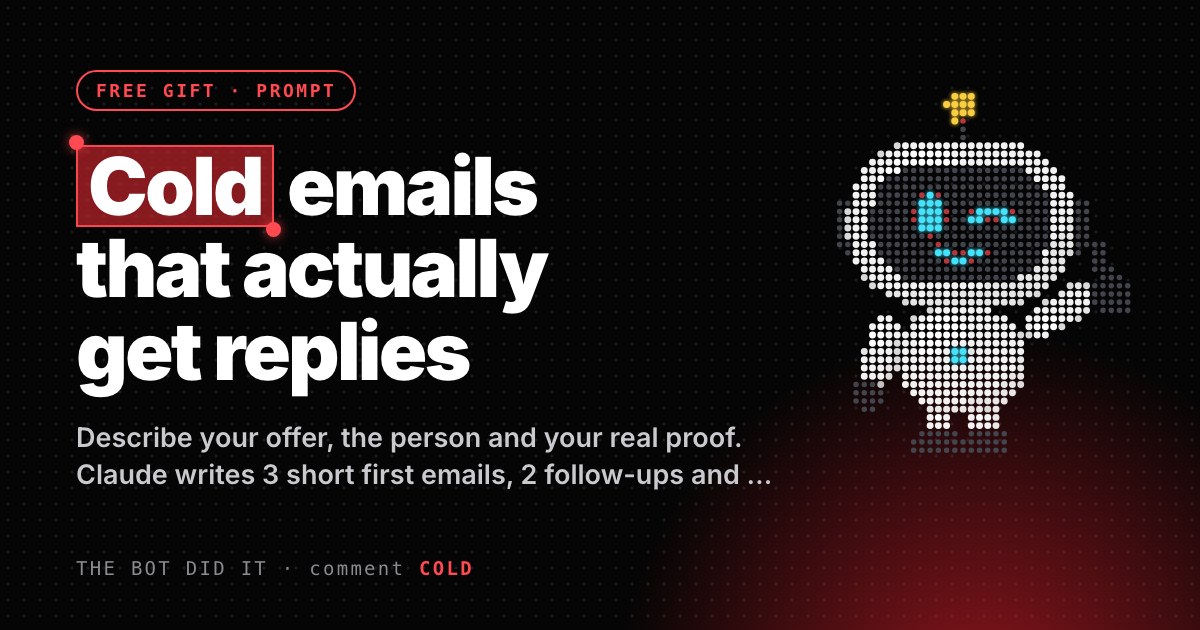 FREE GIFT · PROMPT
Cold emails
that actually
get replies
Describe your offer, the person and your real proof.
Claude writes 3 short first emails, 2 follow-ups and ...
THE BOT DID IT · comment COLD